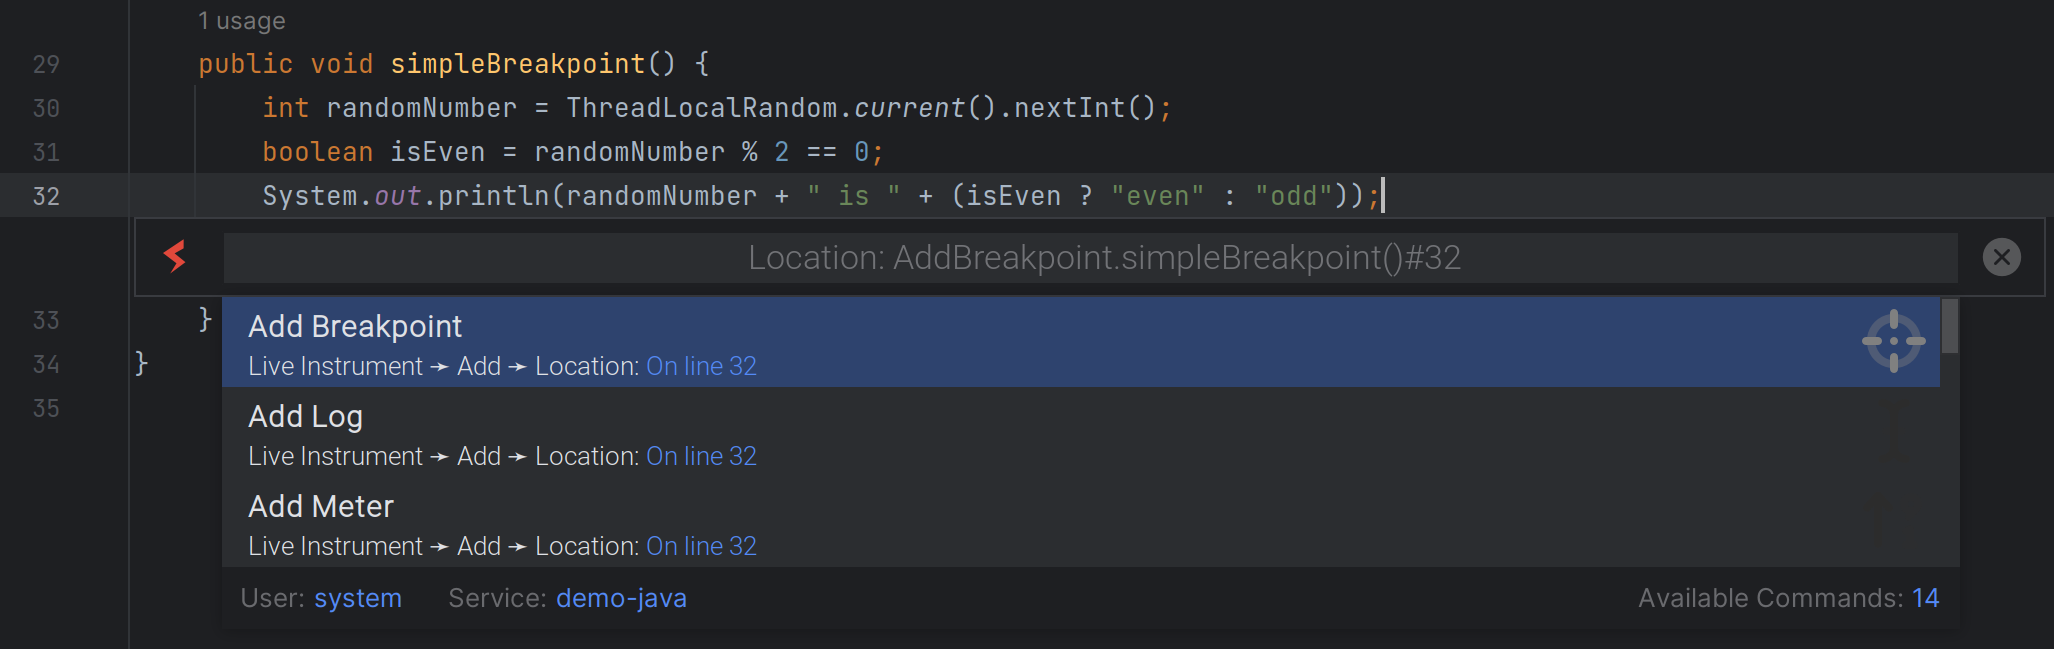 1 usage
29 public void simpleBreakpoint() {
30 int randomNumber = ThreadLocalRandom.current().nextInt();
31 boolean isEven = randomNumber % 2 == 0;
32 System.out.println(randomNumber + " is " + (isEven ? "even" : "odd"));
Location: AddBreakpoint.simpleBreakpoint()#32
33 }
Add Breakpoint
Live Instrument ➛ Add ➛ Location: On line 32
34 }
35
Add Log
Live Instrument ➛ Add ➛ Location: On line 32
Add Meter
Live Instrument ➛ Add ➛ Location: On line 32
User: system Service: demo-java Available Commands: 14